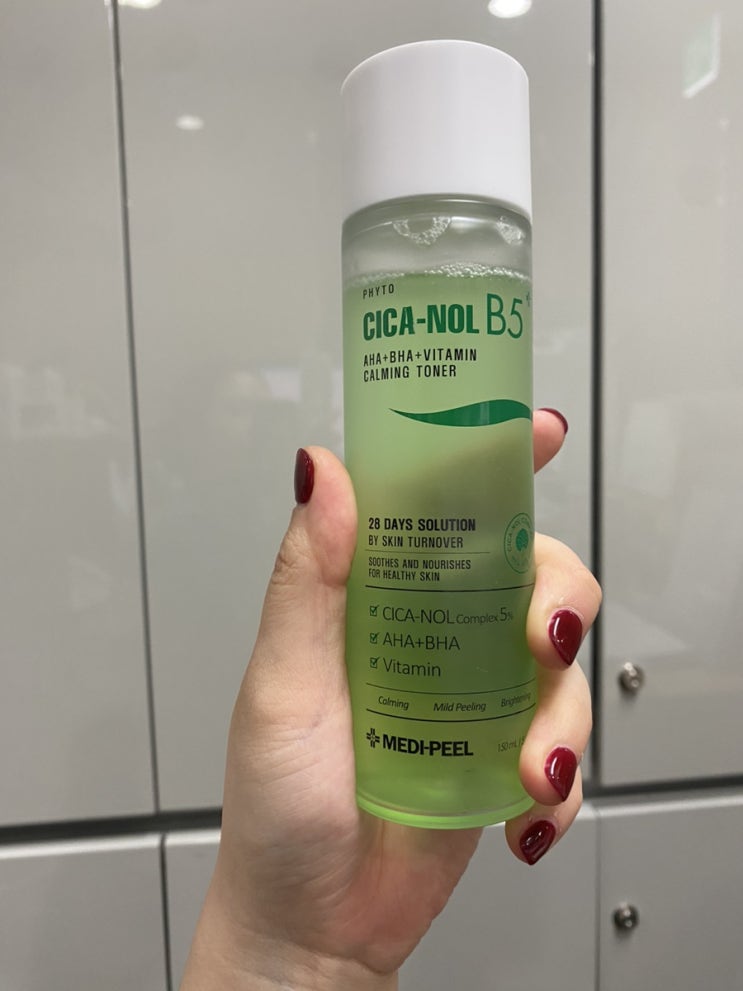 PHYTO
CICA-NOL B5+
AHA+BHA+VITAMIN
CALMING TONER
28 DAYS SOLUTION
BY SKIN TURNOVER
SOOTHES AND NOURISHES
FOR HEALTHY SKIN
CICA-NOL Complex 5%
AHA+BHA
Vitamin
Calming Mild Peeling Brightening
MEDI-PEEL 150mL /